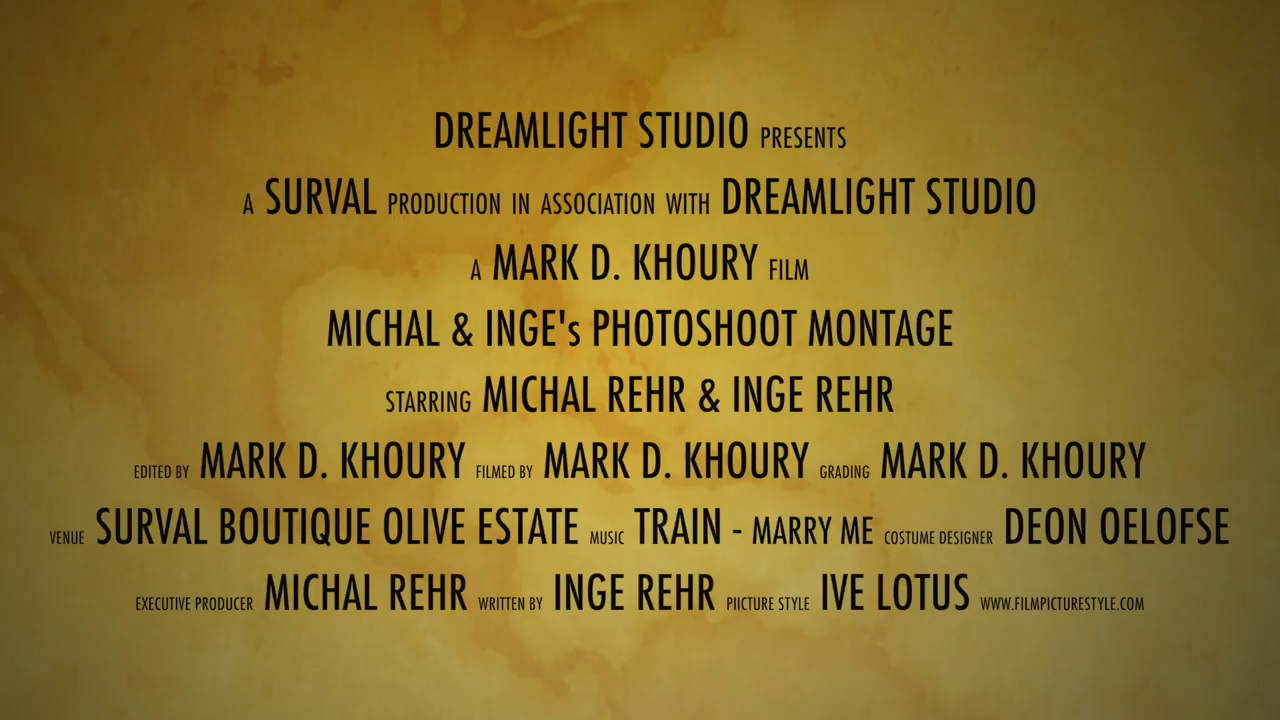 DREAMLIGHT STUDIO PRESENTS
A SURVAL PRODUCTION IN ASSOCIATION WITH DREAMLIGHT STUDIO
A MARK D. KHOURY FILM
MICHAL & INGE's PHOTOSHOOT MONTAGE
STARRING MICHAL REHR & INGE REHR
EDITED BY MARK D. KHOURY FILMED BY MARK D. KHOURY GRADING MARK D. KHOURY
VENUE SURVAL BOUTIQUE OLIVE ESTATE MUSIC TRAIN - MARRY ME COSTUME DESIGNER DEON OELOFSE
EXECUTIVE PRODUCER MICHAL REHR WRITTEN BY INGE REHR PIICTURE STYLE IVE LOTUS WWW.FILMPICTURESTYLE.COM